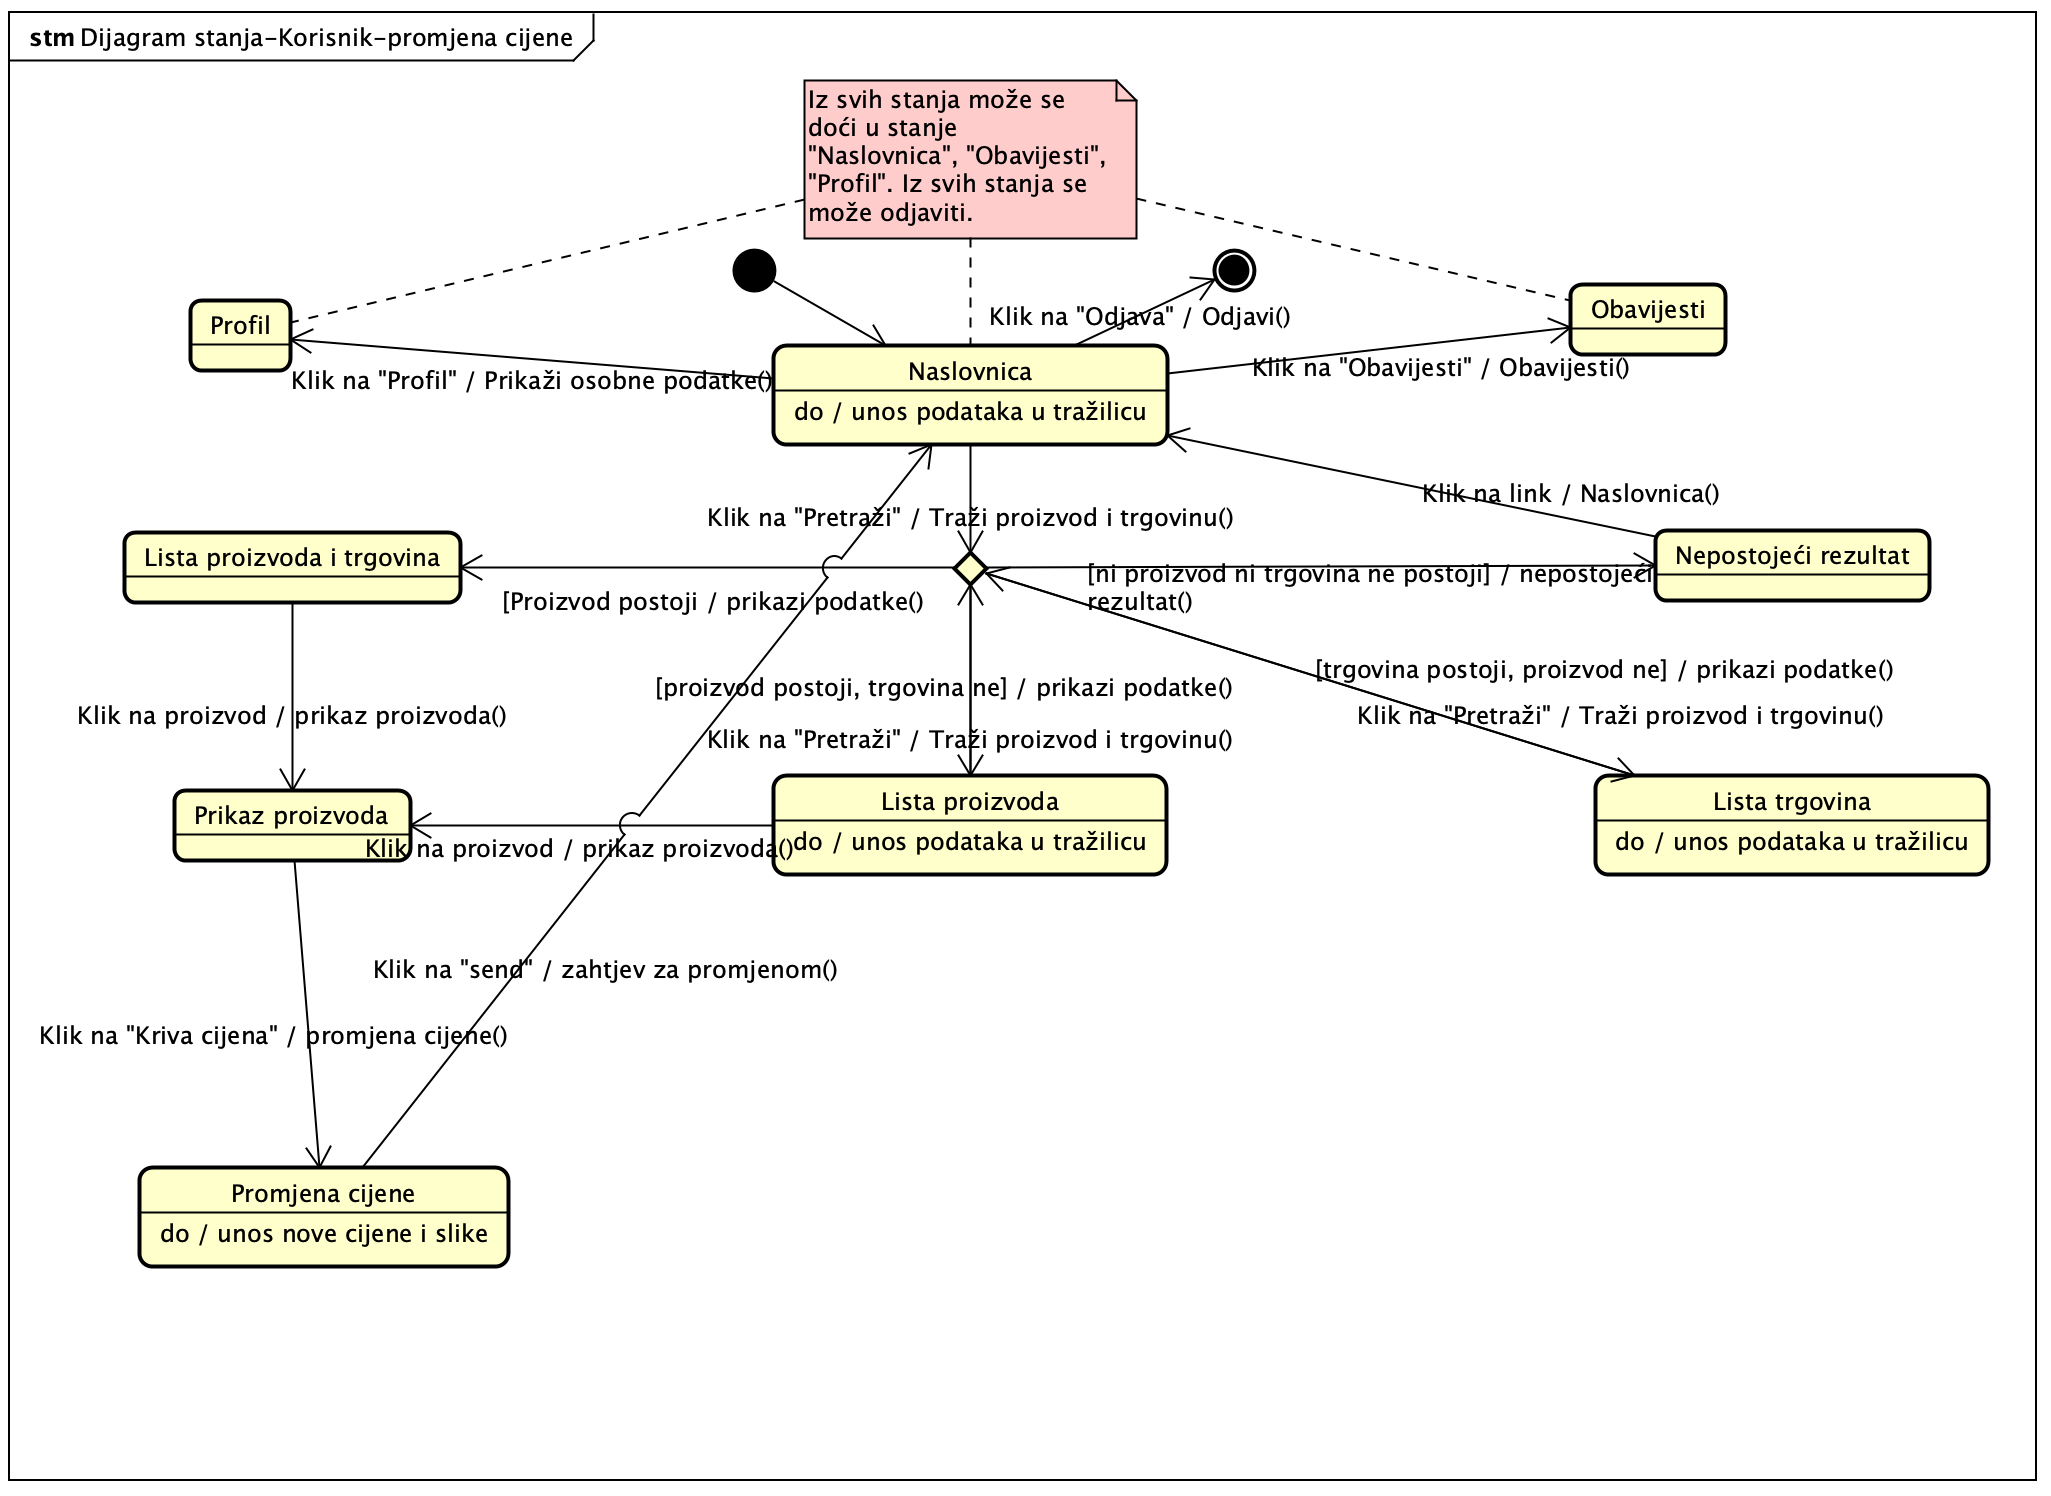 stm Dijagram stanja-Korisnik-promjena cijene
Iz svih stanja može se
doći u stanje
"Naslovnica", "Obavijesti",
"Profil". Iz svih stanja se
može odjaviti.
Profil
Obavijesti
Klik na "Odjava" / Odjavi()
Klik na "Profil" / Prikaži osobne podatke()
Naslovnica
do / unos podataka u tražilicu
Klik na "Obavijesti" / Obavijesti()
Klik na link / Naslovnica()
Klik na "Pretraži" / Traži proizvod i trgovinu()
Lista proizvoda i trgovina
Nepostojeći rezultat
[ni proizvod ni trgovina ne postoji] / nepostojeći
rezultat()
[Proizvod postoji / prikazi podatke()
[trgovina postoji, proizvod ne] / prikazi podatke()
[proizvod postoji, trgovina ne] / prikazi podatke()
Klik na proizvod / prikaz proizvoda()
Klik na "Pretraži" / Traži proizvod i trgovinu()
Klik na "Pretraži" / Traži proizvod i trgovinu()
Prikaz proizvoda
Lista proizvoda
do / unos podataka u tražilicu
Lista trgovina
do / unos podataka u tražilicu
Klik na proizvod / prikaz proizvoda()
Klik na "send" / zahtjev za promjenom()
Klik na "Kriva cijena" / promjena cijene()
Promjena cijene
do / unos nove cijene i slike